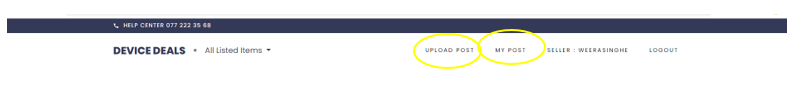 HELP CENTER 077 222 35 68
DEVICE DEALS • All Listed Items UPLOAD POST MY POST SELLER : WEERASINGHE LOGOUT